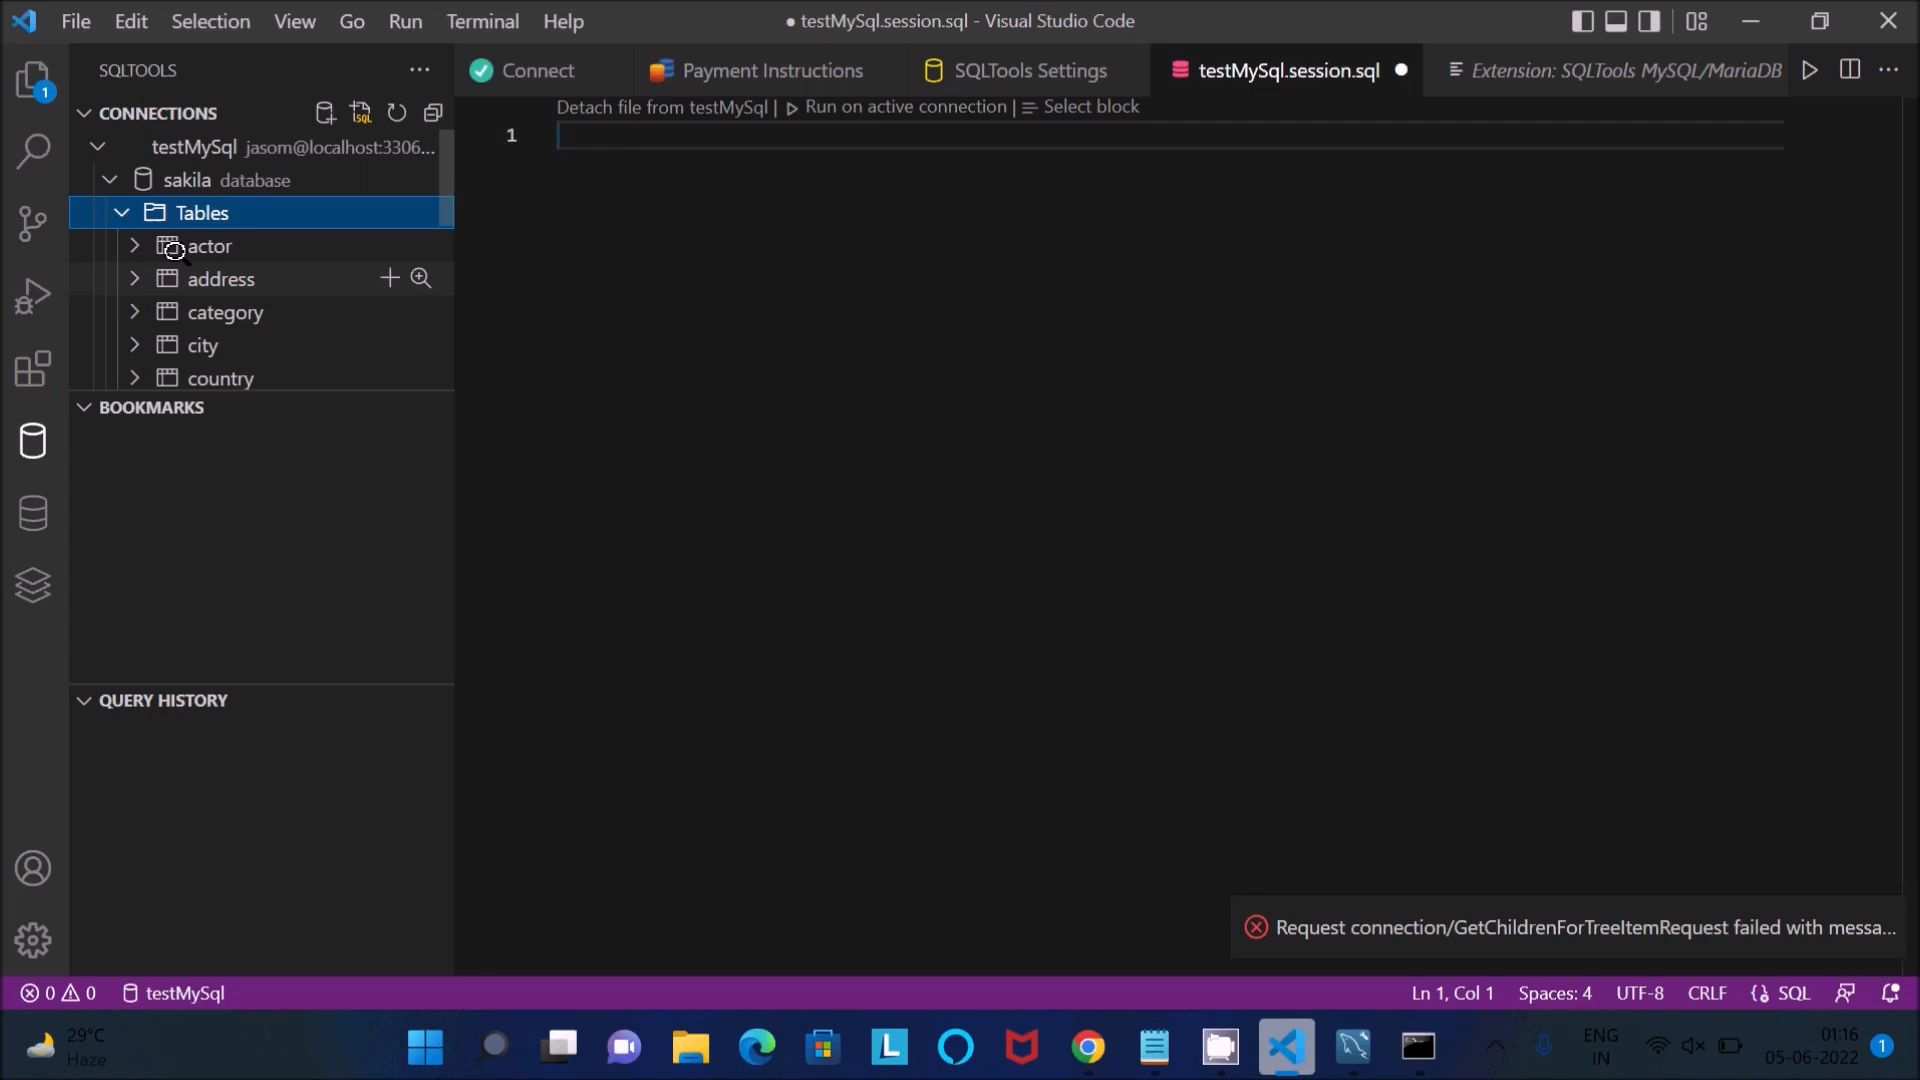 File Edit Selection View Go Run Terminal Help
● testMySql.session.sql - Visual Studio Code
SQLTOOLS
Connect
Payment Instructions
SQLTools Settings
testMySql.session.sql
Extension: SQLTools MySQL/MariaDB
1
CONNECTIONS
Detach file from testMySql | Run on active connection | Select block
1
testMySql jasom@localhost:3306...
sakila database
Tables
actor
address
category
city
country
BOOKMARKS
QUERY HISTORY
Request connection/GetChildrenForTreeItemRequest failed with messa...
0 0 testMySql
Ln 1, Col 1 Spaces: 4 UTF-8 CRLF SQL
29°C
Haze
L
ENG
IN
01:16
05-06-2022
1